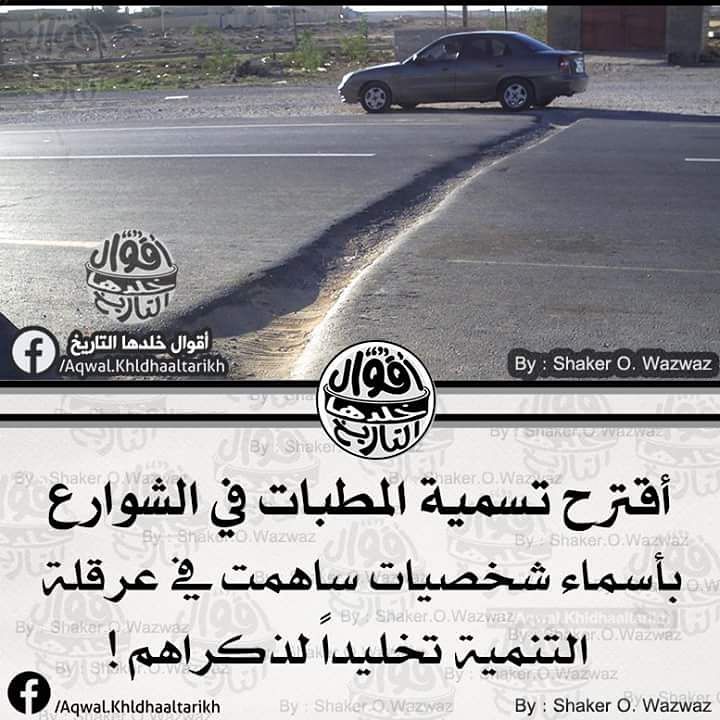 أقوال
خلدها
التاريخ
أقوال خلدها التاريخ
/Aqwal.Khldhaaltarikh
By : Shaker O. Wazwaz
أقوال
خلدها
التاريخ
أقترح تسمية المطبات في الشوارع
بأسماء شخصيات ساهمت في عرقلة
التنمية تخليداً لذكراهم !
/Aqwal.Khldhaaltarikh
By : Shaker O. Wazwaz